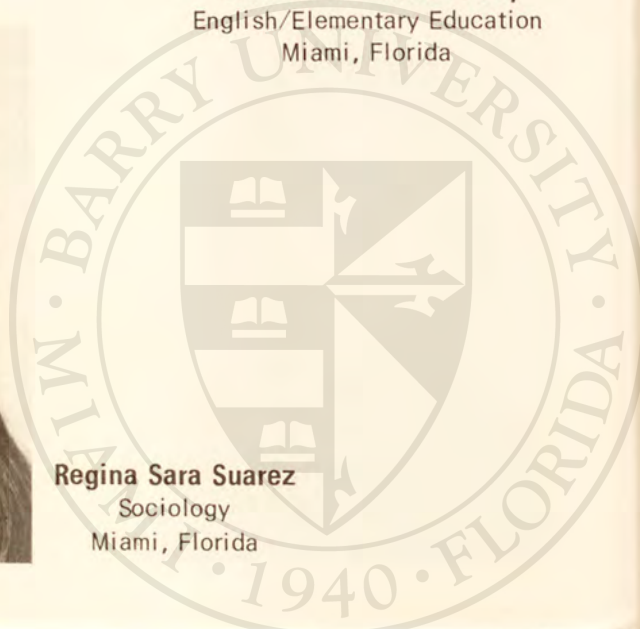 English/Elementary Education
Miami, Florida
BARRY UNIVERSITY
MIAMI • 1940 • FLORIDA
Regina Sara Suarez
Sociology
Miami, Florida